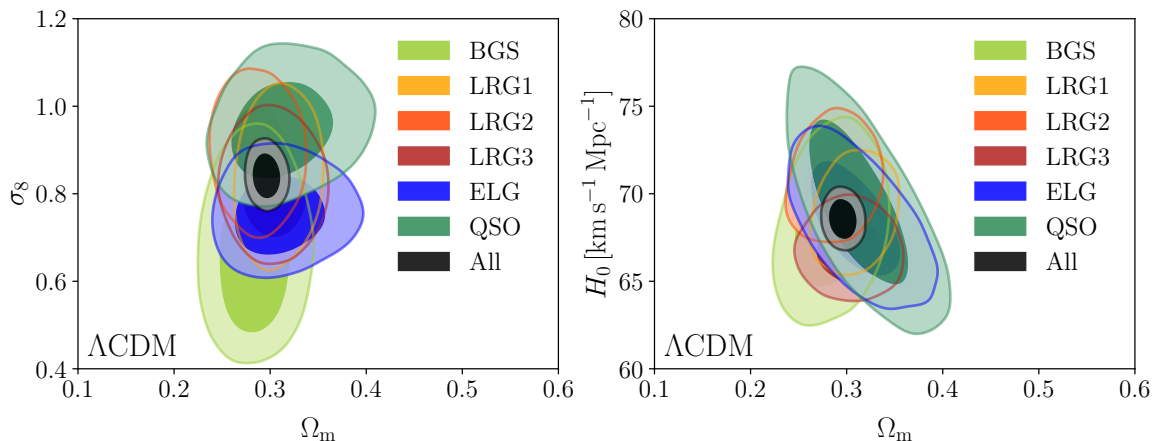 1.2
1.0
0.8
0.6
0.4
σ₈
BGS
LRG1
LRG2
LRG3
ELG
QSO
All
ΛCDM
0.1 0.2 0.3 0.4 0.5 0.6
Ωₘ
80
75
70
65
60
H₀ [km s⁻¹ Mpc⁻¹]
BGS
LRG1
LRG2
LRG3
ELG
QSO
All
ΛCDM
0.1 0.2 0.3 0.4 0.5 0.6
Ωₘ